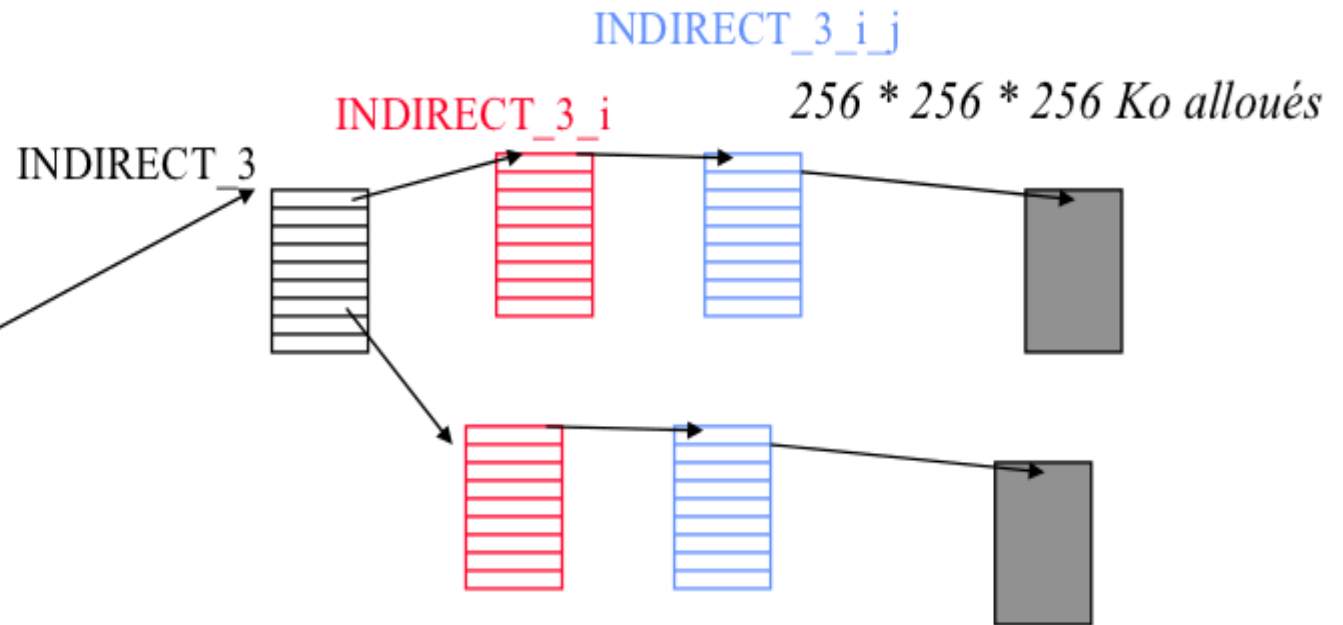 INDIRECT_3_i_j
256 * 256 * 256 Ko alloués
INDIRECT_3_i
INDIRECT_3